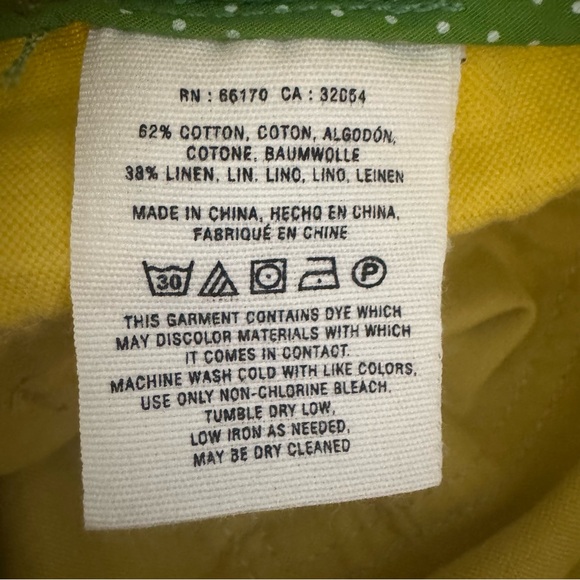 RN : 66170 CA : 32054
62% COTTON, COTON, ALGODÓN,
COTONE, BAUMWOLLE
38% LINEN, LIN, LINO, LINO, LEINEN
MADE IN CHINA, HECHO EN CHINA,
FABRIQUÉ EN CHINE
30 P
THIS GARMENT CONTAINS DYE WHICH
MAY DISCOLOR MATERIALS WITH WHICH
IT COMES IN CONTACT.
MACHINE WASH COLD WITH LIKE COLORS,
USE ONLY NON-CHLORINE BLEACH,
TUMBLE DRY LOW,
LOW IRON AS NEEDED,
MAY BE DRY CLEANED